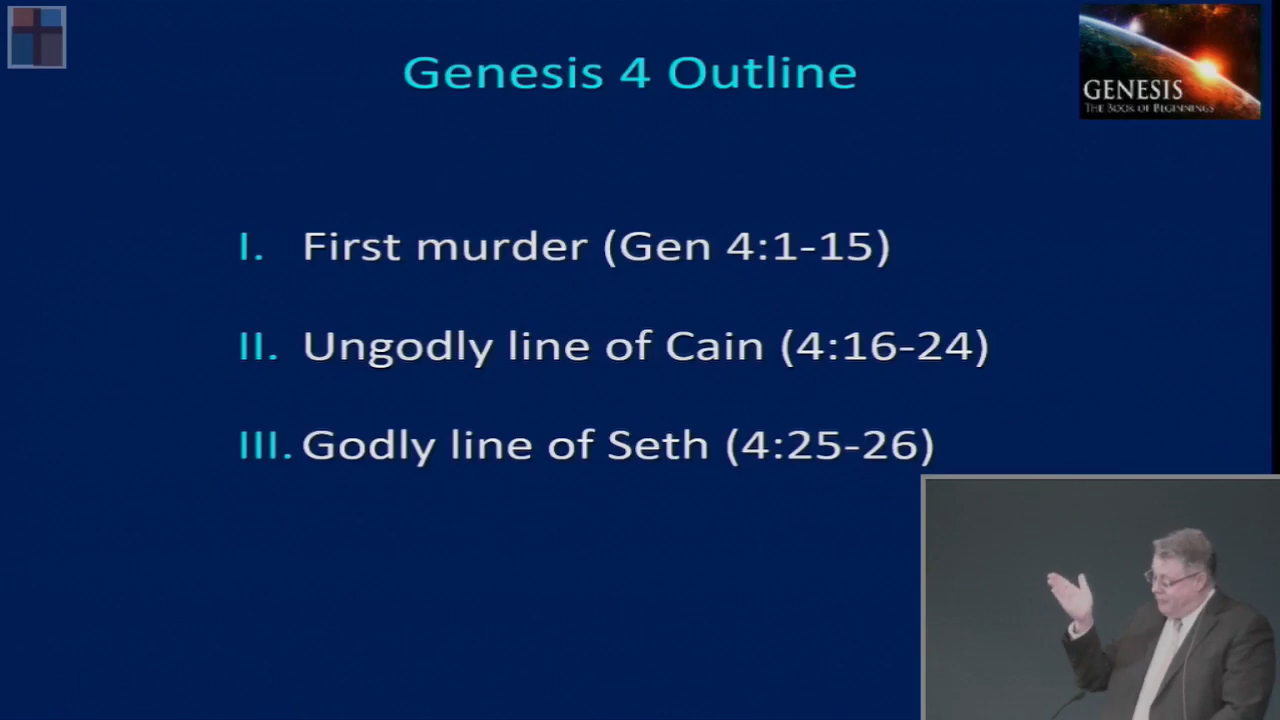 Genesis 4 Outline
GENESIS
THE BOOK OF BEGINNINGS
I. First murder (Gen 4:1-15)
II. Ungodly line of Cain (4:16-24)
III. Godly line of Seth (4:25-26)